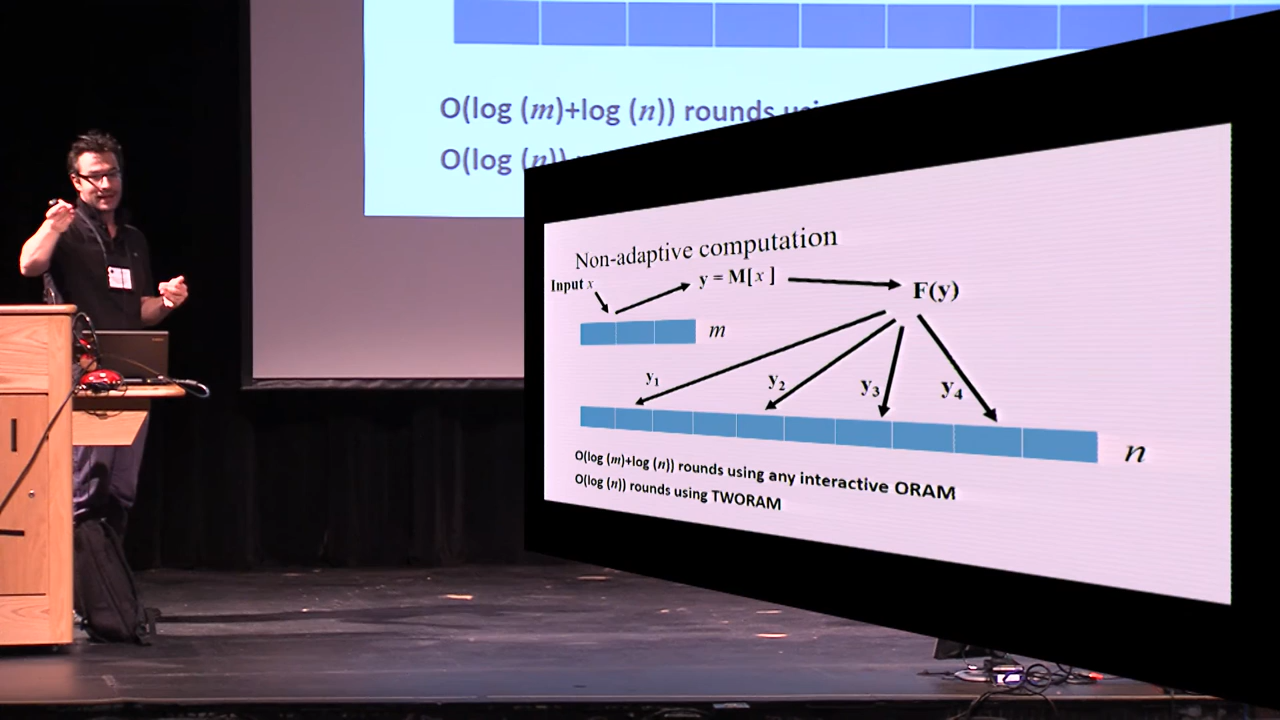 O(log (m)+log (n)) rounds
O(log (n))
Non-adaptive computation
Input x
y = M[x]
F(y)
m
y₁
y₂
y₃
y₄
n
O(log (m)+log (n)) rounds using any interactive ORAM
O(log (n)) rounds using TWORAM